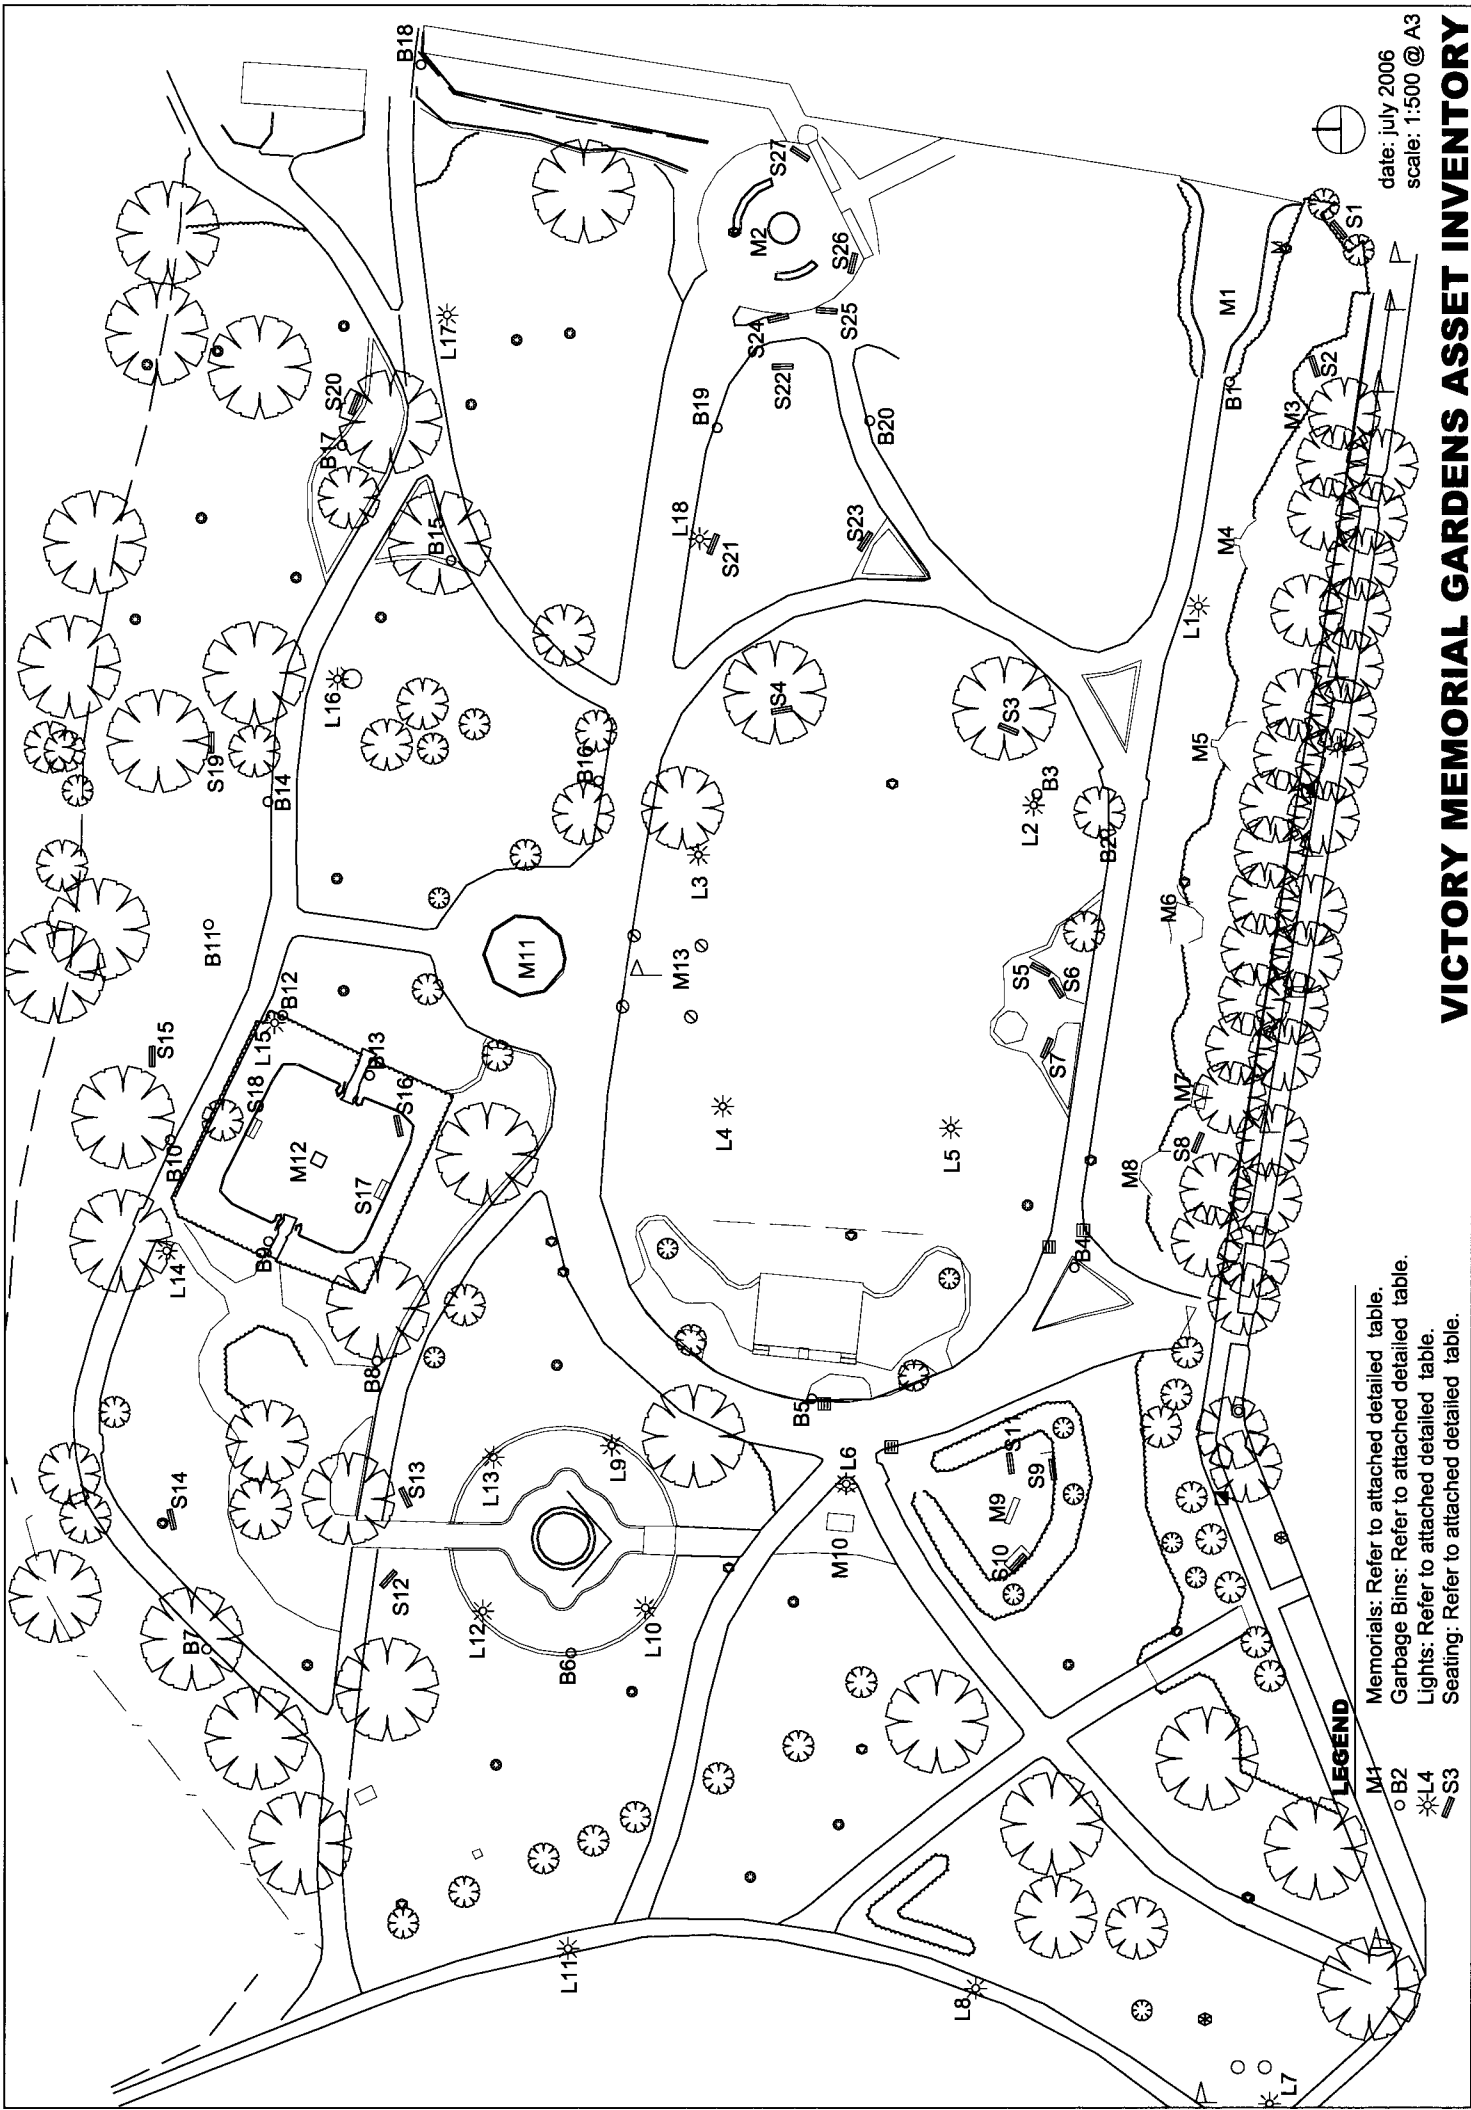 B18
B7
S14
B10
L14
S15
B11
S19
B9
S18
L15
B12
B14
M12
S17
B13
S16
L16
B17
S20
B8
S12
S13
B15
L17
L12
L13
M11
B6
L11
L9
B16
L10
M13
L3
L18
B19
S21
L4
M2
S24
S22
S27
S4
B5
M10
L6
S26
S25
S23
B20
L5
L8
S10
M9
S11
S9
S7
S5
S6
L2
B3
S3
B4
B20
M8
S8
M7
M6
M5
L1
M4
B1
M1
L7
M3
S2
S1
LEGEND
M1 Memorials: Refer to attached detailed table.
B2 Garbage Bins: Refer to attached detailed table.
L4 Lights: Refer to attached detailed table.
S3 Seating: Refer to attached detailed table.
date: july 2006
scale: 1:500 @ A3
VICTORY MEMORIAL GARDENS ASSET INVENTORY